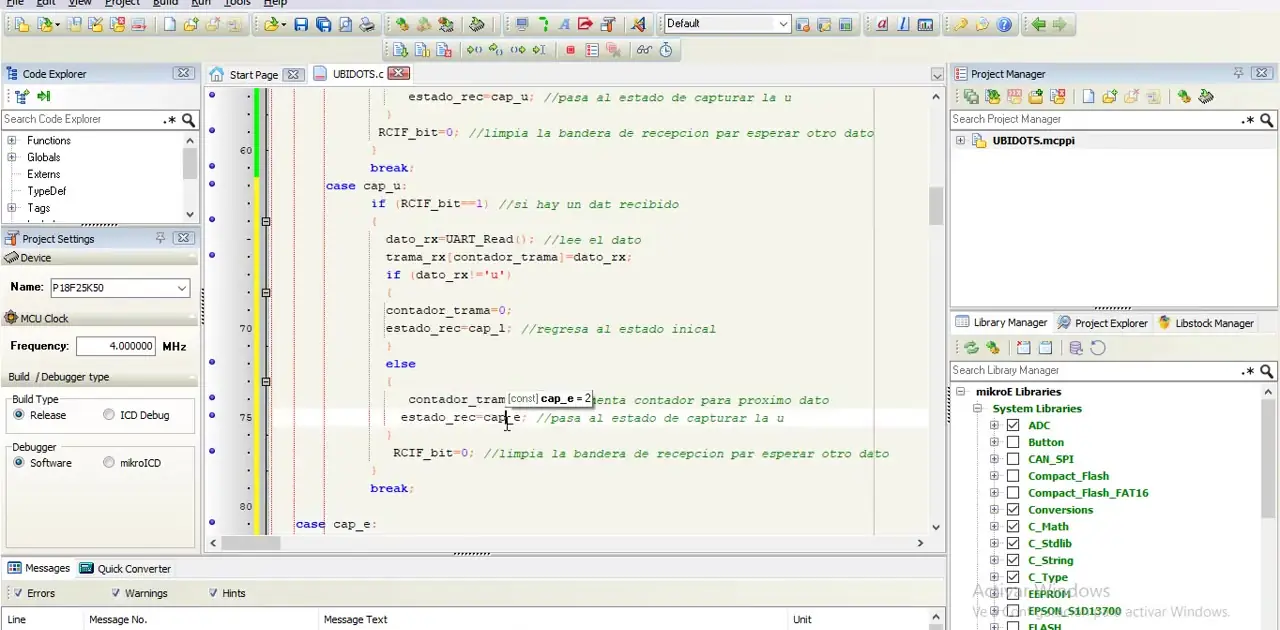 File Edit View Project Build Run Tools Help
Default
Code Explorer
Start Page
UBIDOTS.c
Project Manager
Search Code Explorer
.*
Functions
Globals
Externs
TypeDef
Tags
Project Settings
Device
Name: P18F25K50
MCU Clock
Frequency: 4.000000 MHz
Build / Debugger type
Build Type
Release ICD Debug
Debugger
Software mikroICD
estado_rec=cap_u; //pasa al estado de capturar la u
}
RCIF_bit=0; //limpia la bandera de recepcion par esperar otro dato
60 }
break;
case cap_u:
if (RCIF_bit==1) //si hay un dat recibido
{
dato_rx=UART_Read(); //lee el dato
trama_rx[contador_trama]=dato_rx;
if (dato_rx!='u')
{
contador_trama=0;
70 estado_rec=cap_l; //regresa al estado inical
}
else
{
contador_tram
[const] cap_e = 2
menta contador para proximo dato
75 estado_rec=cap_e; //pasa al estado de capturar la u
}
RCIF_bit=0; //limpia la bandera de recepcion par esperar otro dato
}
break;
80
case cap_e:
Search Project Manager
.*
UBIDOTS.mcppi
Library Manager Project Explorer Libstock Manager
Search Library Manager
.*
mikroE Libraries
System Libraries
ADC
Button
CAN_SPI
Compact_Flash
Compact_Flash_FAT16
Conversions
C_Math
C_Stdlib
C_String
C_Type
EEPROM
EPSON_S1D13700
FLASH
Activar Windows
activar Windows.
Messages Quick Converter
Errors Warnings Hints
Line Message No. Message Text Unit